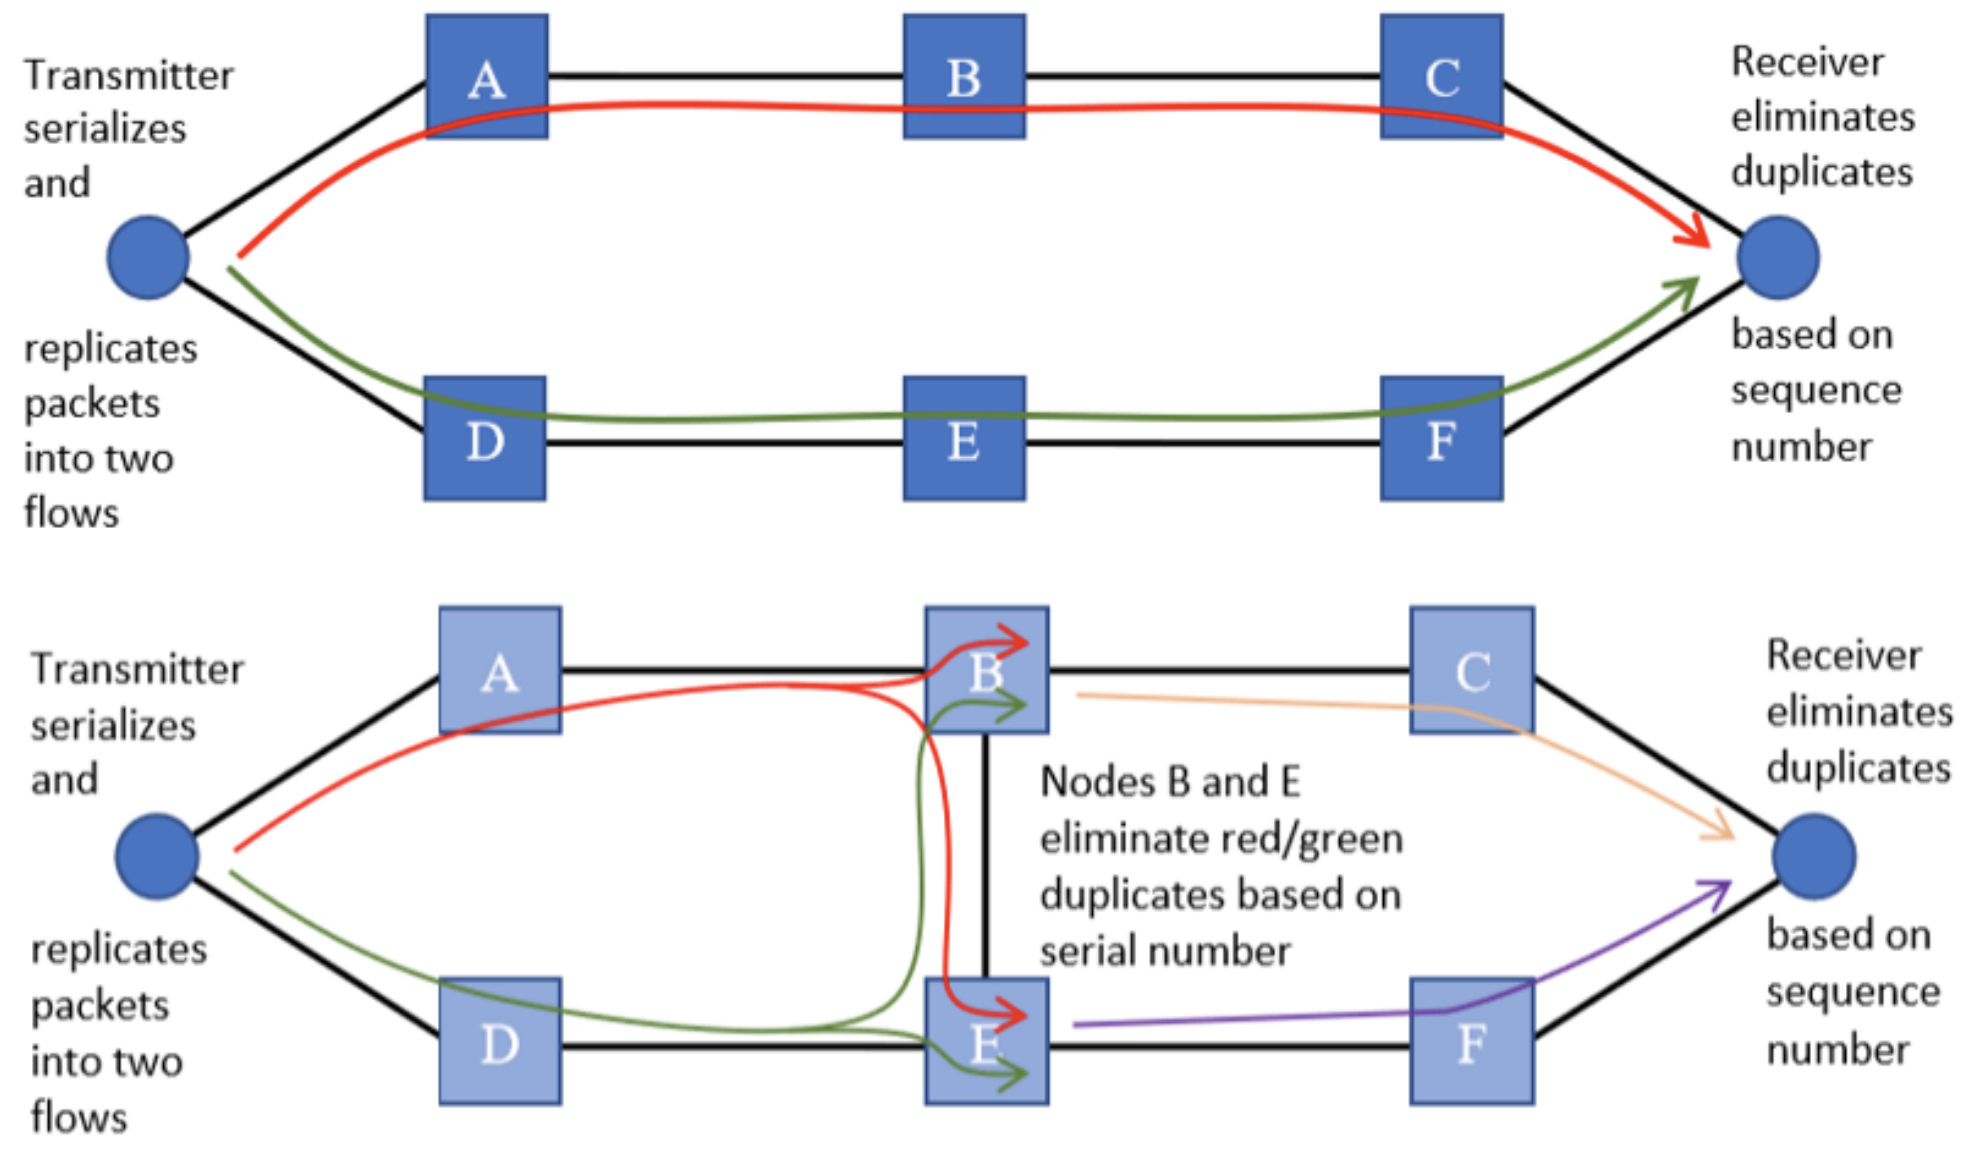 Transmitter
serializes
and
replicates
packets
into two
flows
A
B
C
D
E
F
Receiver
eliminates
duplicates
based on
sequence
number
Transmitter
serializes
and
replicates
packets
into two
flows
A
B
C
D
E
F
Nodes B and E
eliminate red/green
duplicates based on
serial number
Receiver
eliminates
duplicates
based on
sequence
number